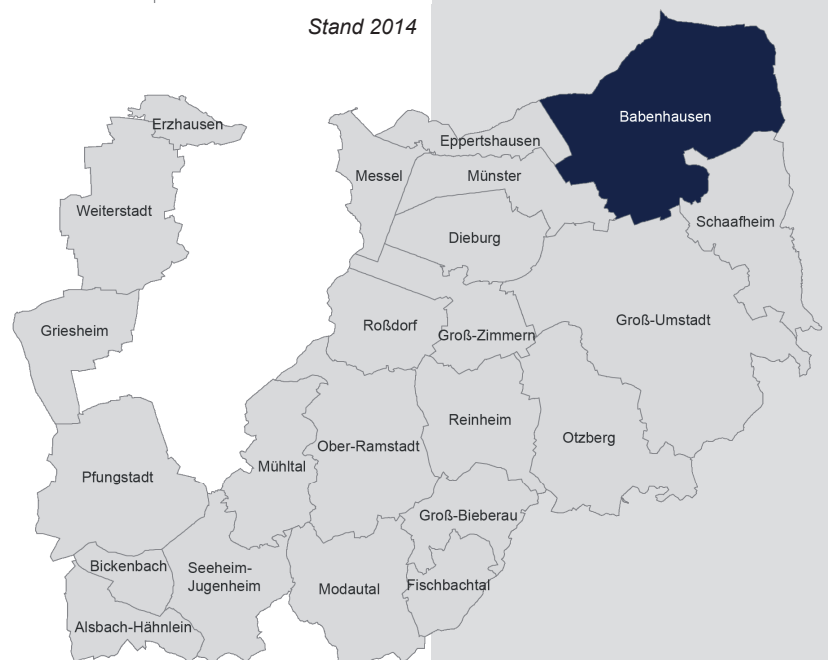 Stand 2014
Babenhausen
Erzhausen
Eppertshausen
Messel
Münster
Weiterstadt
Schaafheim
Dieburg
Groß-Umstadt
Griesheim
Roßdorf
Groß-Zimmern
Reinheim
Otzberg
Ober-Ramstadt
Mühltal
Pfungstadt
Groß-Bieberau
Bickenbach
Seeheim-
Jugenheim
Fischbachtal
Modautal
Alsbach-Hähnlein